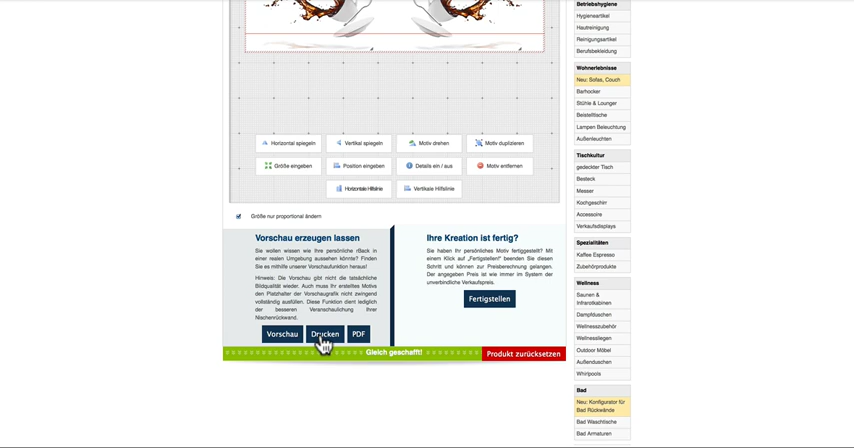 Horizontal spiegeln
Vertikal spiegeln
Motiv drehen
Motiv duplizieren
Größe eingeben
Position eingeben
Details ein / aus
Motiv entfernen
Horizontale Hilfslinie
Vertikale Hilfslinie
Größe nur proportional ändern
Vorschau erzeugen lassen
Sie wollen wissen wie Ihre persönliche rBack in
einer realen Umgebung aussehen könnte? Finden
Sie es mithilfe unserer Vorschaufunktion heraus!
Hinweis: Die Vorschau gibt nicht die tatsächliche
Bildqualität wieder. Auch muss Ihr erstelltes Motiv
den Platzhalter der Vorschaugrafik nicht zwingend
vollständig ausfüllen. Diese Funktion dient lediglich
der besseren Veranschaulichung Ihrer
Nischenrückwand.
Vorschau
Drucken
PDF
Ihre Kreation ist fertig?
Sie haben Ihr persönliches Motiv fertiggestellt? Mit
einem Klick auf „Fertigstellen!" beenden Sie diesen
Schritt und können zur Preisberechnung gelangen.
Der angegeben Preis ist wie immer im System der
unverbindliche Verkaufspreis.
Fertigstellen
Gleich geschafft!
Produkt zurücksetzen
Betriebshygiene
Hygieneartikel
Hautreinigung
Reinigungsartikel
Berufsbekleidung
Wohnerlebnisse
Neu: Sofas, Couch
Barhocker
Stühle & Lounger
Beistelltische
Lampen Beleuchtung
Außenleuchten
Tischkultur
gedeckter Tisch
Besteck
Messer
Kochgeschirr
Accessoire
Verkaufsdisplays
Spezialitäten
Kaffee Espresso
Zubehörprodukte
Wellness
Saunen &
Infrarotkabinen
Dampfduschen
Wellnesszubehör
Wellnessliegen
Outdoor Möbel
Außenduschen
Whirlpools
Bad
Neu: Konfigurator für
Bad Rückwände
Bad Waschtische
Bad Armaturen